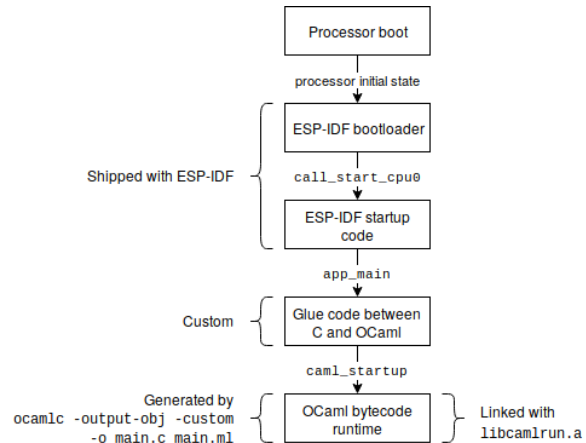 Processor boot
processor initial state
ESP-IDF bootloader
Shipped with ESP-IDF
call_start_cpu0
ESP-IDF startup
code
app_main
Custom
Glue code between
C and OCaml
caml_startup
Generated by
ocamlc -output-obj -custom
-o main.c main.ml
OCaml bytecode
runtime
Linked with
libcamlrun.a